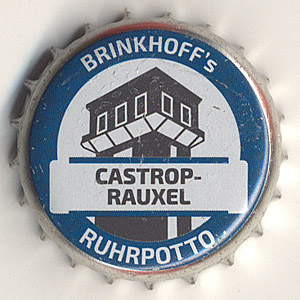 BRINKHOFF's
CASTROP-
RAUXEL
RUHRPOTTO